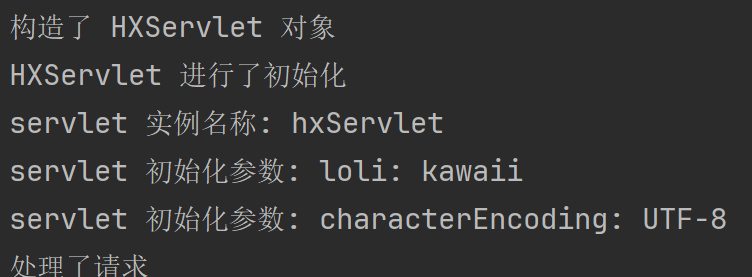 构造了 HXServlet 对象
HXServlet 进行了初始化
servlet 实例名称: hxServlet
servlet 初始化参数: loli: kawaii
servlet 初始化参数: characterEncoding: UTF-8
处理了请求